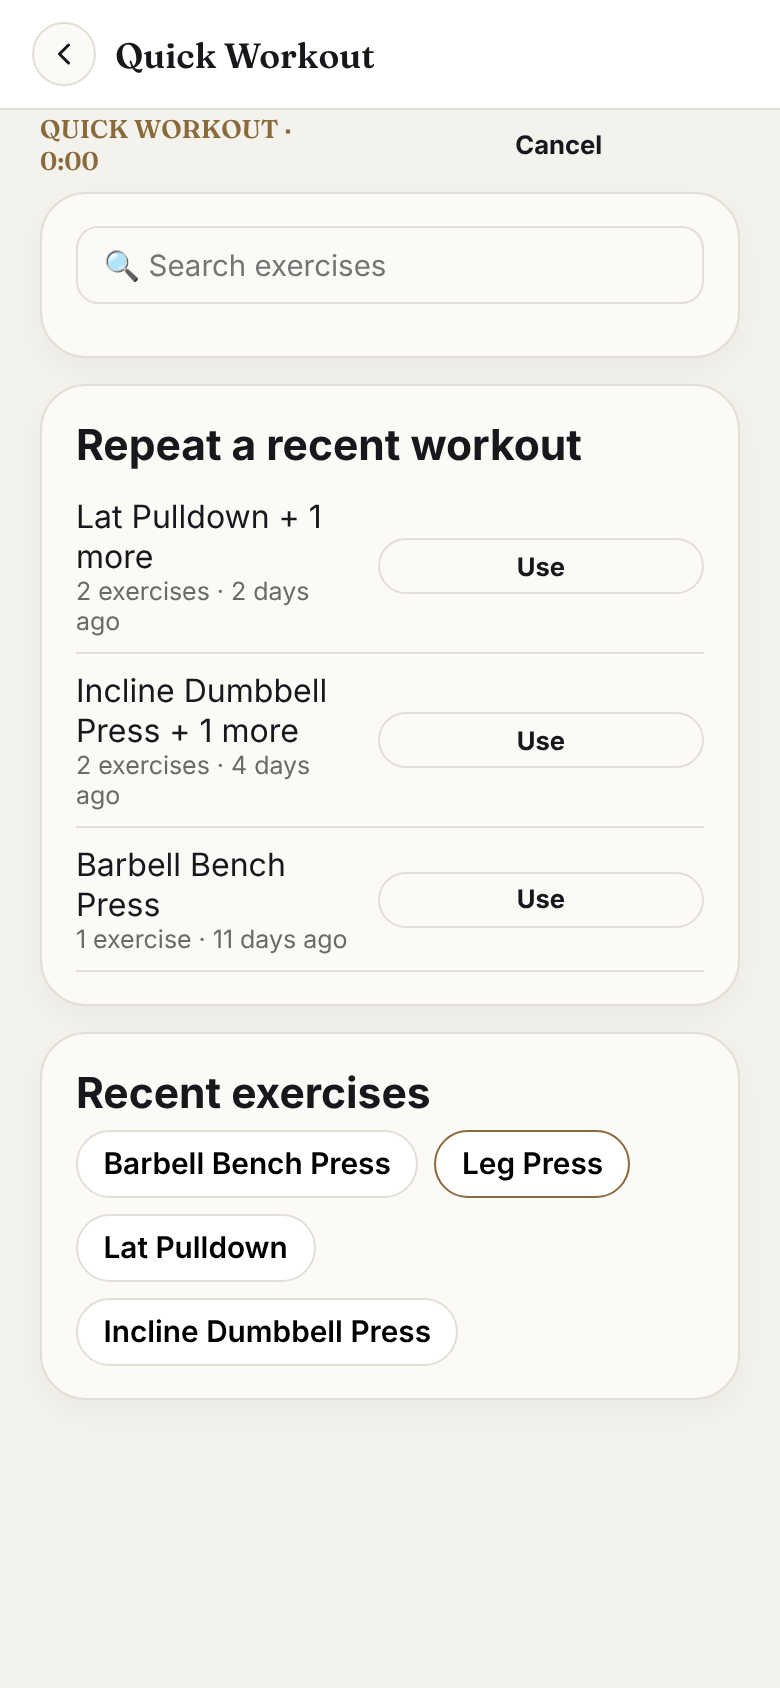 Quick Workout
QUICK WORKOUT ·
0:00
Cancel
🔍 Search exercises
Repeat a recent workout
Lat Pulldown + 1
more
2 exercises · 2 days
ago
Use
Incline Dumbbell
Press + 1 more
2 exercises · 4 days
ago
Use
Barbell Bench
Press
1 exercise · 11 days ago
Use
Recent exercises
Barbell Bench Press
Leg Press
Lat Pulldown
Incline Dumbbell Press